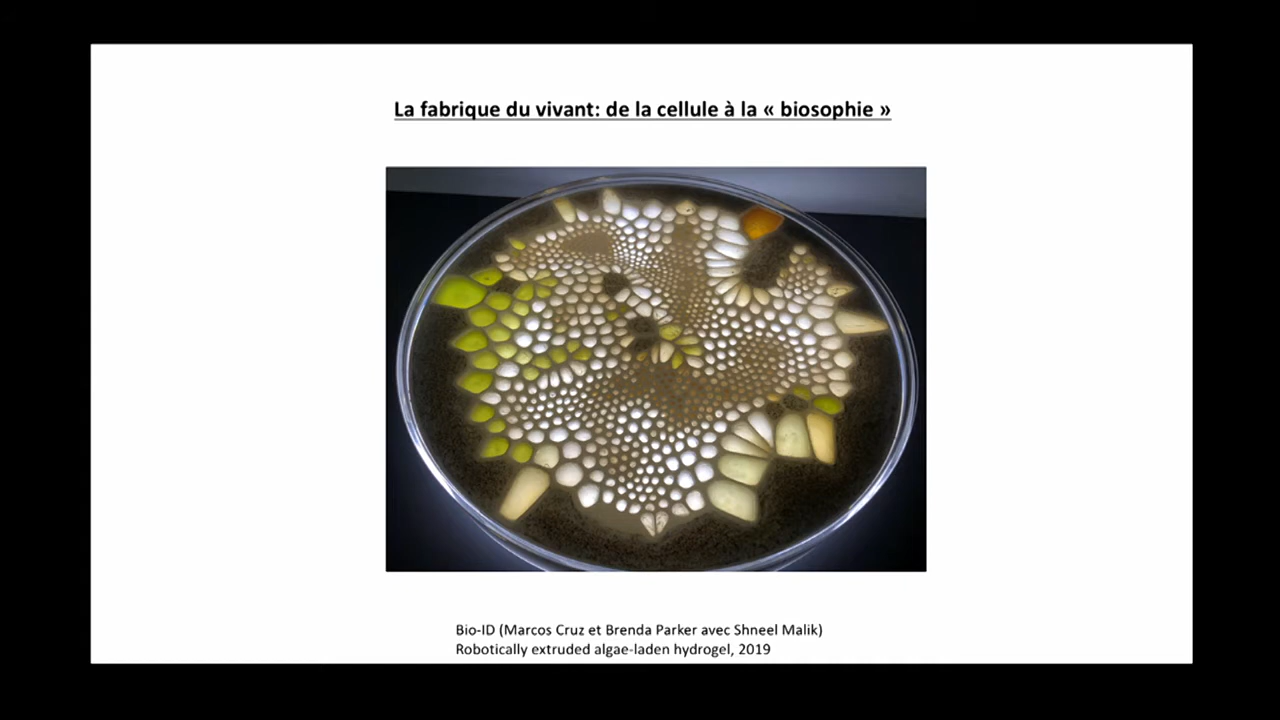 La fabrique du vivant: de la cellule à la « biosophie »
Bio-ID (Marcos Cruz et Brenda Parker avec Shneel Malik)
Robotically extruded algae-laden hydrogel, 2019